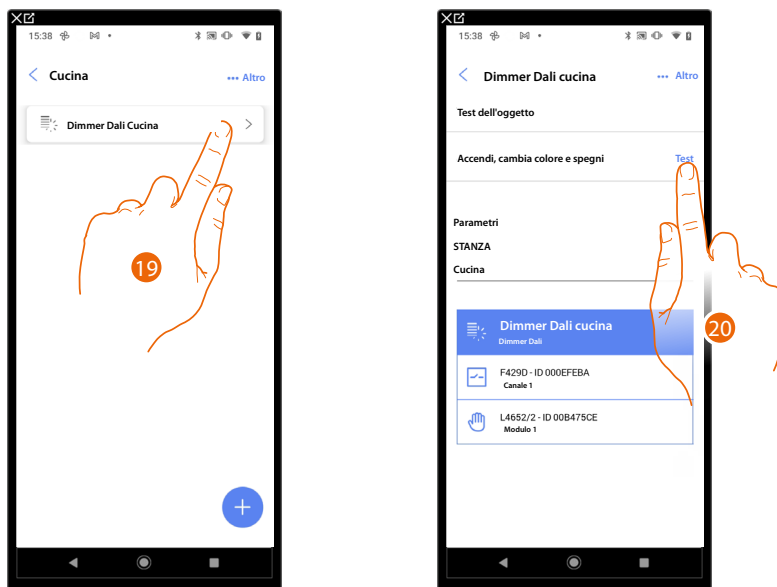 15:38
Cucina
••• Altro
Dimmer Dali Cucina
19
15:38
Dimmer Dali cucina
••• Altro
Test dell'oggetto
Accendi, cambia colore e spegni
Test
Parametri
STANZA
Cucina
Dimmer Dali cucina
Dimmer Dali
F429D - ID 000EFEBA
Canale 1
L4652/2 - ID 00B475CE
Modulo 1
20